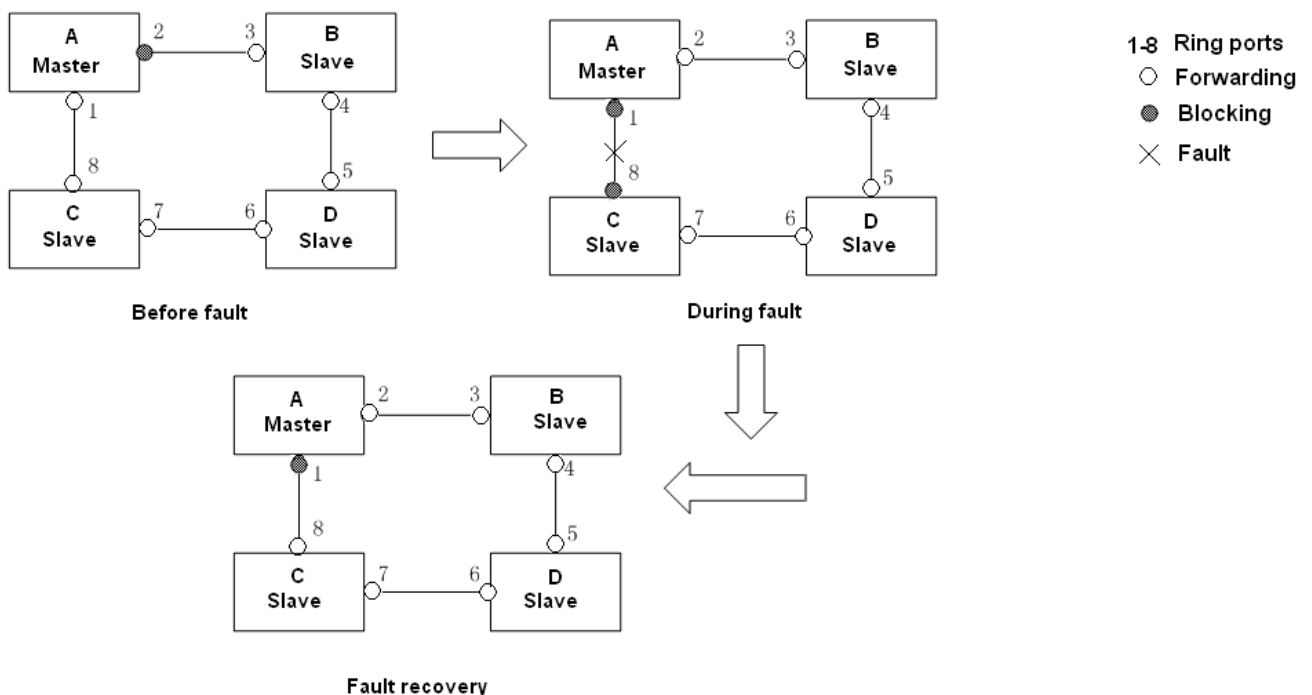 A
Master
2
3
B
Slave
1
4
8
5
C
Slave
7
6
D
Slave
Before fault
A
Master
2
3
B
Slave
1
4
8
5
C
Slave
7
6
D
Slave
During fault
1-8 Ring ports
Forwarding
Blocking
Fault
A
Master
2
3
B
Slave
1
4
8
5
C
Slave
7
6
D
Slave
Fault recovery